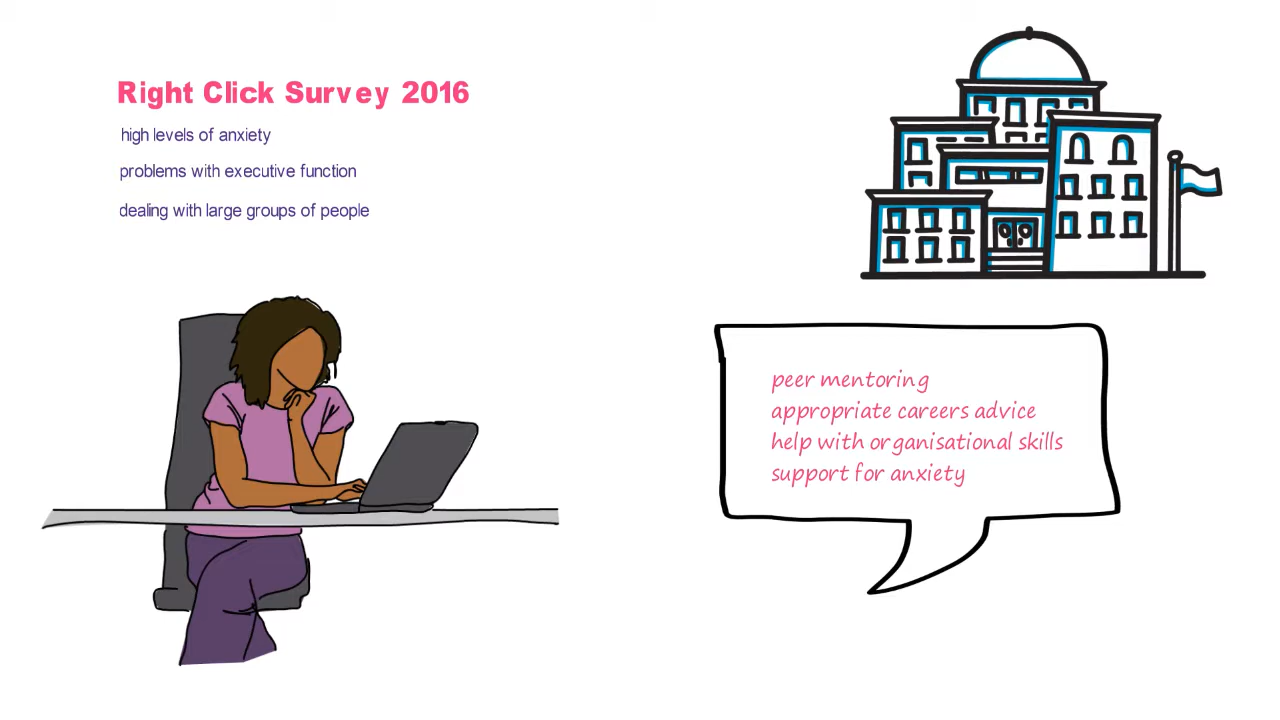 Right Click Survey 2016
high levels of anxiety
problems with executive function
dealing with large groups of people
peer mentoring
appropriate careers advice
help with organisational skills
support for anxiety